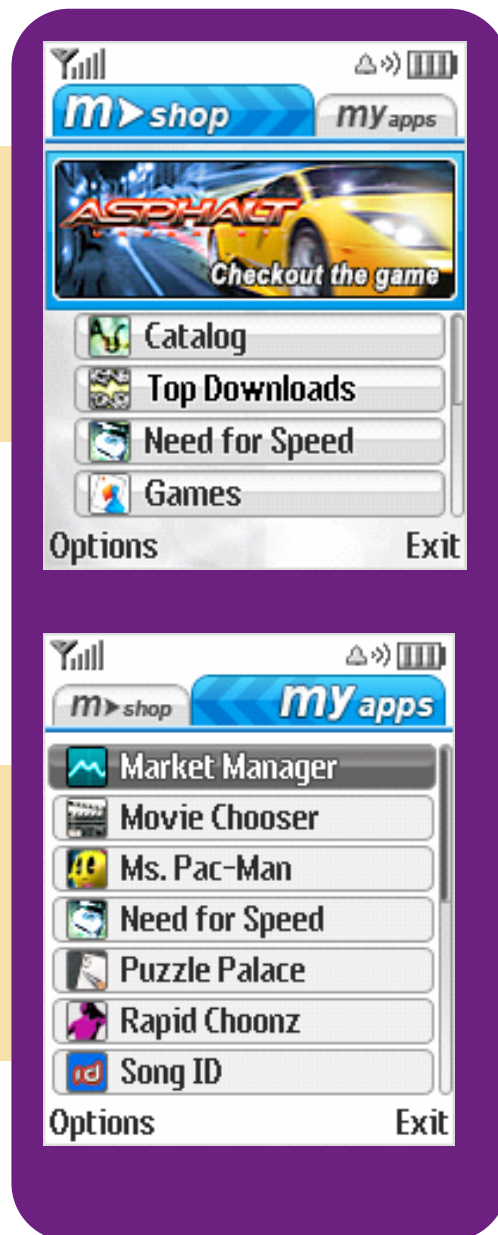 m shop my apps
ASPHALT
Checkout the game
Catalog
Top Downloads
Need for Speed
Games
Options Exit
m shop my apps
Market Manager
Movie Chooser
Ms. Pac-Man
Need for Speed
Puzzle Palace
Rapid Choonz
id Song ID
Options Exit